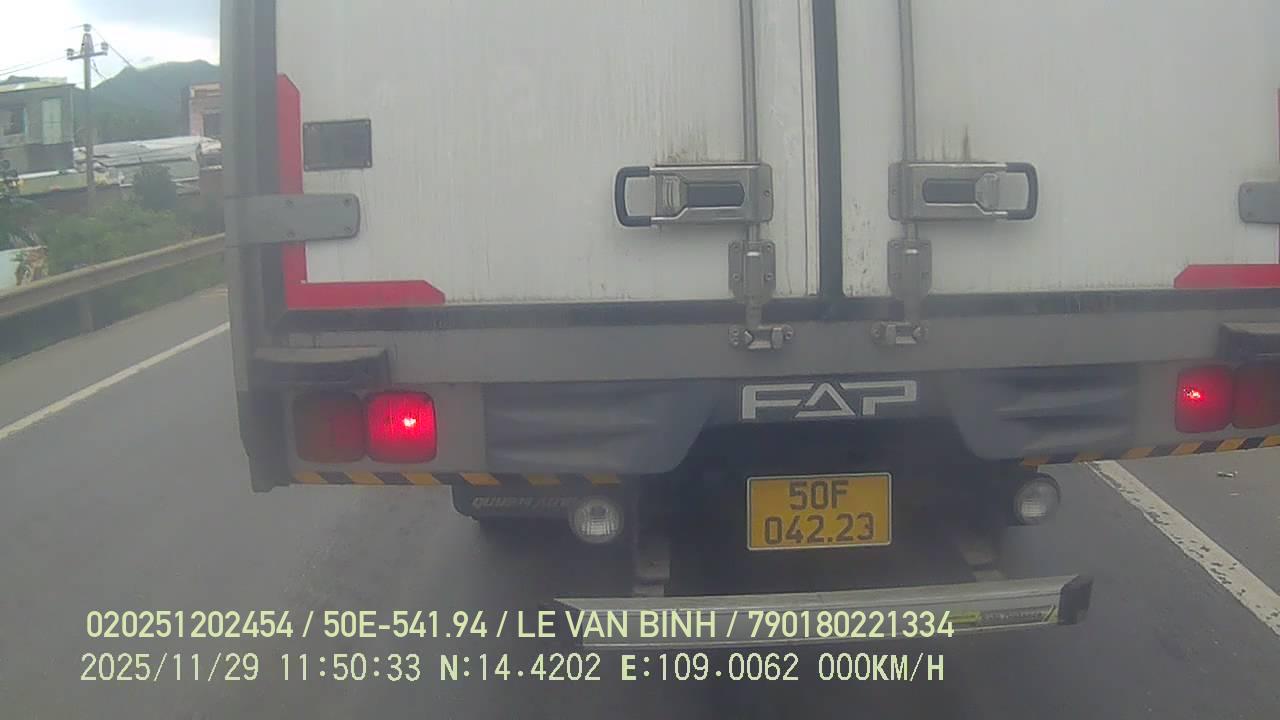 FAP
50F
042.23
020251202454 / 50E-541.94 / LE VAN BINH / 790180221334
2025/11/29 11:50:33 N:14.4202 E:109.0062 000KM/H